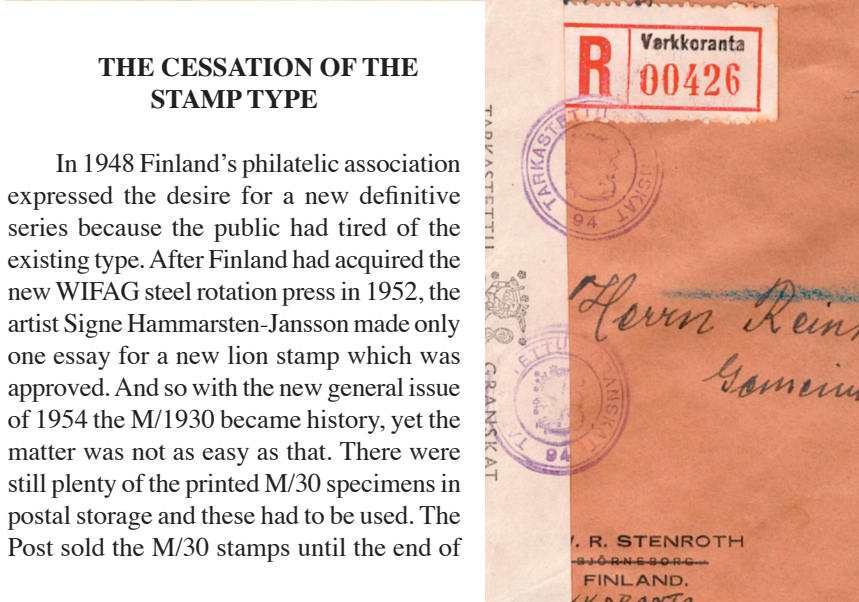 THE CESSATION OF THE
STAMP TYPE
In 1948 Finland’s philatelic association
expressed the desire for a new definitive
series because the public had tired of the
existing type. After Finland had acquired the
new WIFAG steel rotation press in 1952, the
artist Signe Hammarsten-Jansson made only
one essay for a new lion stamp which was
approved. And so with the new general issue
of 1954 the M/1930 became history, yet the
matter was not as easy as that. There were
still plenty of the printed M/30 specimens in
postal storage and these had to be used. The
Post sold the M/30 stamps until the end of
R Verkkoranta
00426
TARKASTETTU
94
TARKASTETTU
GRANSKAT
Herrn
94
R. STENROTH
BJÖRNEBORG
FINLAND.